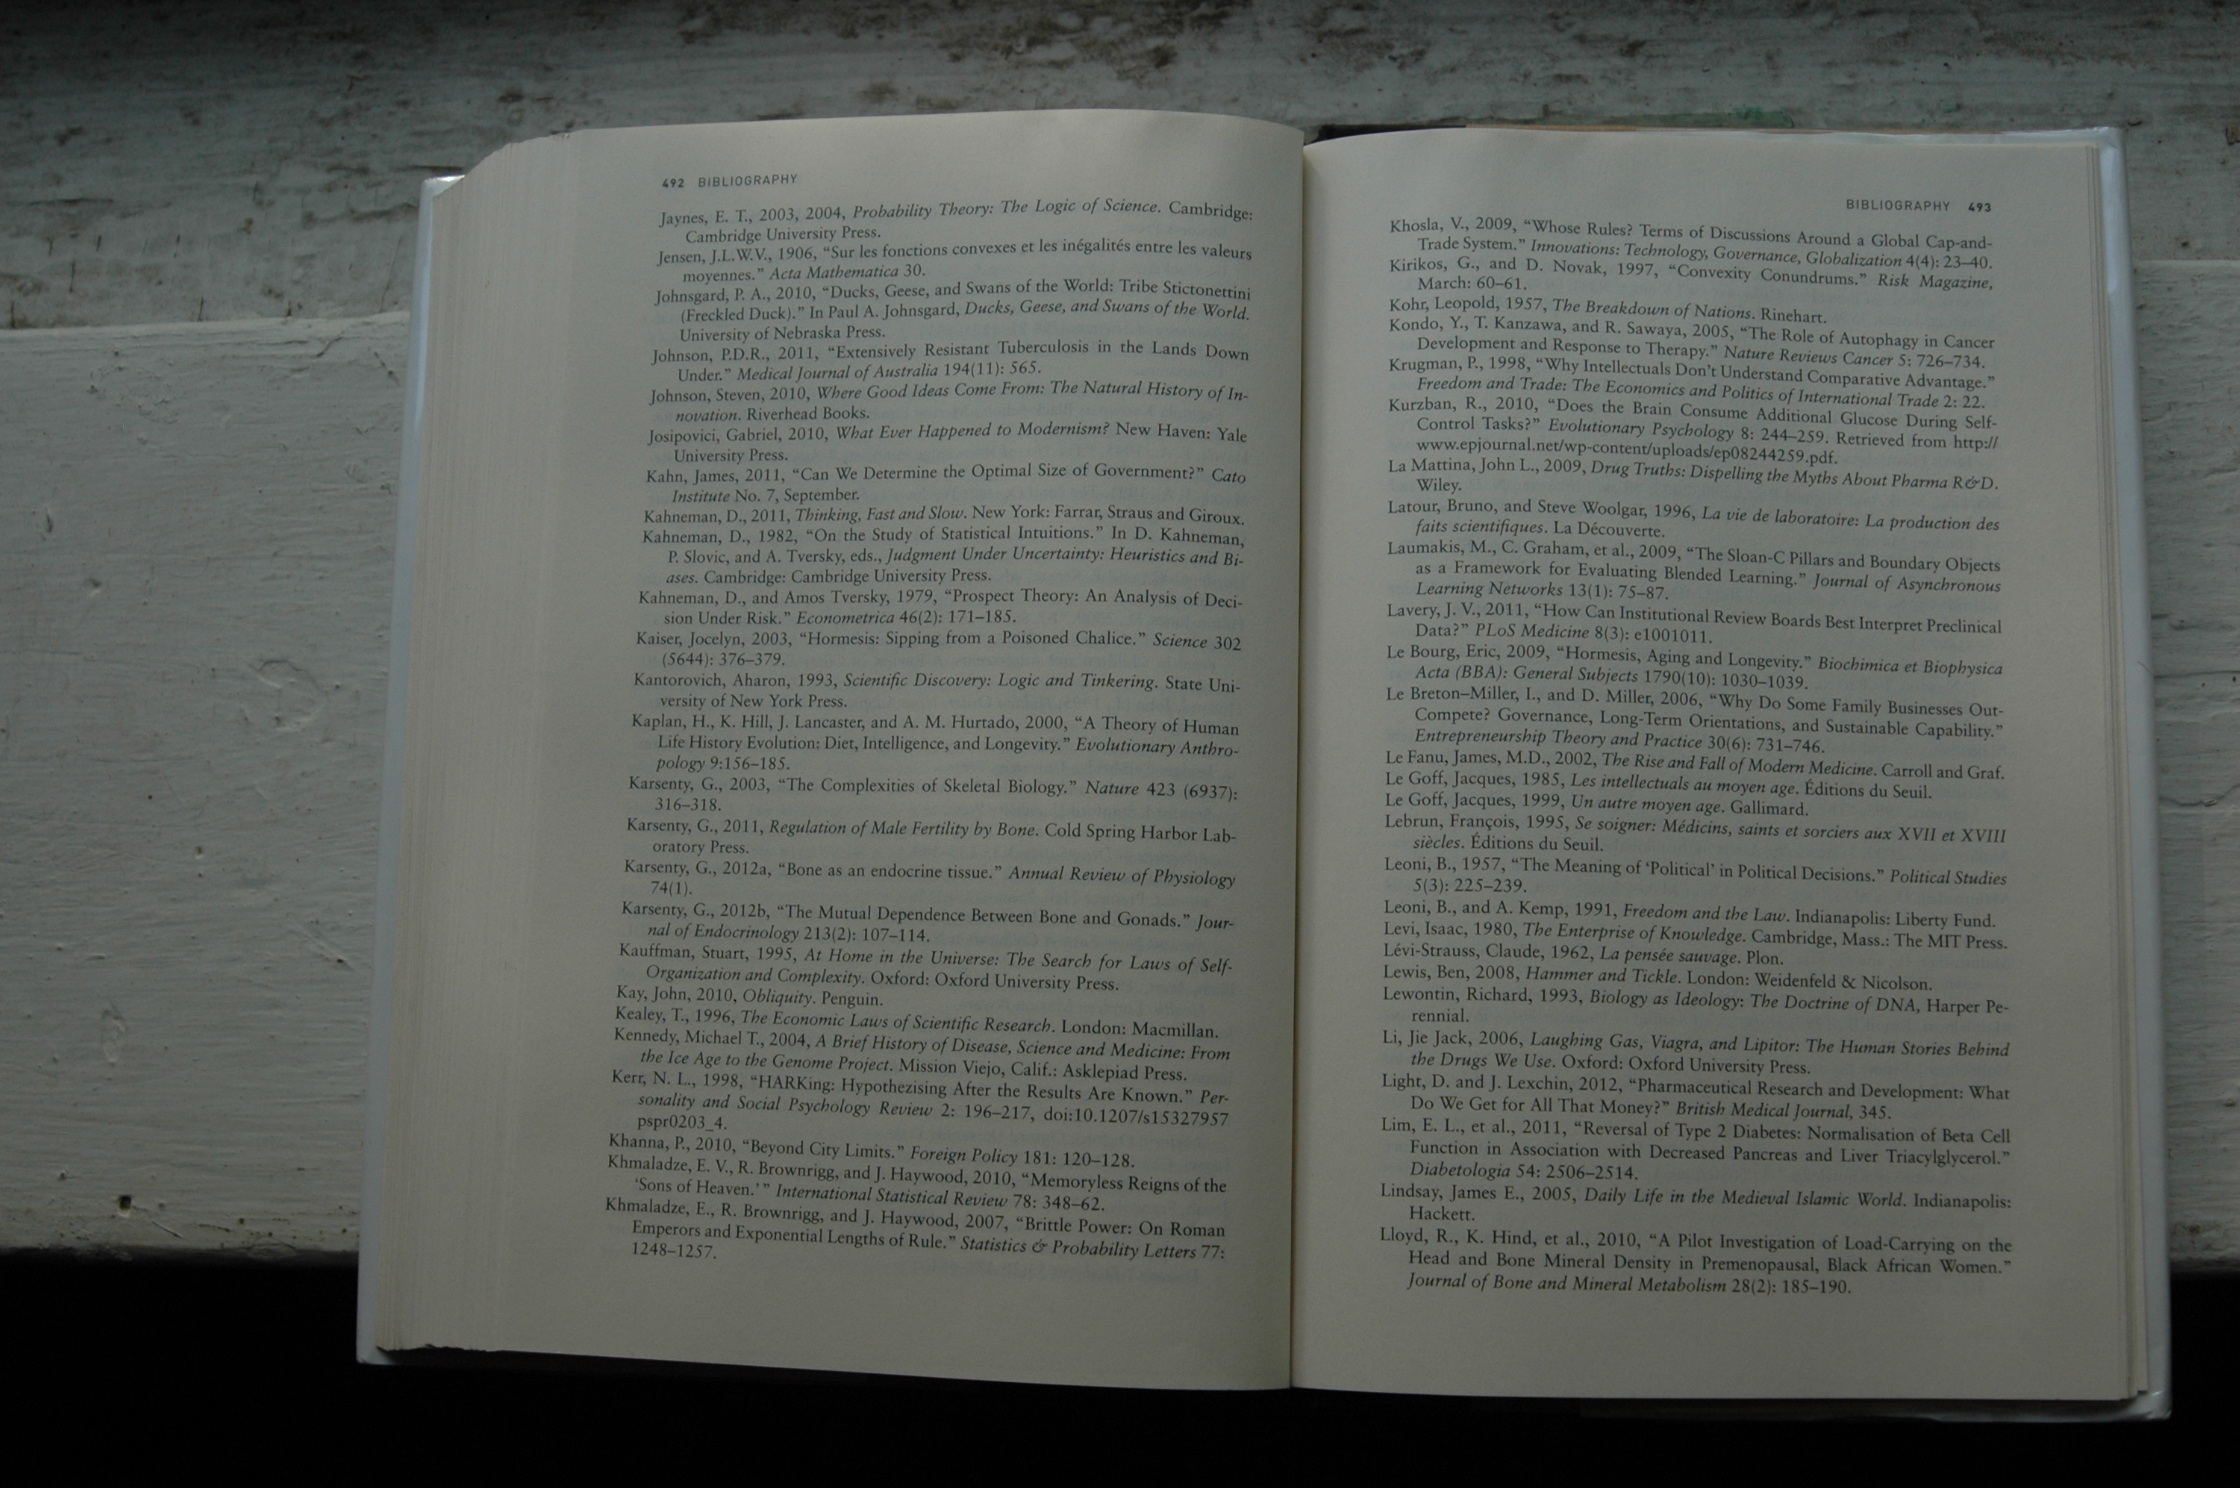 492 BIBLIOGRAPHY
Jaynes, E. T., 2003, 2004, Probability Theory: The Logic of Science. Cambridge:
Cambridge University Press.
Jensen, J.L.W.V., 1906, “Sur les fonctions convexes et les inégalités entre les valeurs
moyennes.” Acta Mathematica 30.
Johnsgard, P. A., 2010, “Ducks, Geese, and Swans of the World: Tribe Stictonettini
(Freckled Duck).” In Paul A. Johnsgard, Ducks, Geese, and Swans of the World.
University of Nebraska Press.
Johnson, P.D.R., 2011, “Extensively Resistant Tuberculosis in the Lands Down
Under.” Medical Journal of Australia 194(11): 565.
Johnson, Steven, 2010, Where Good Ideas Come From: The Natural History of In-
novation. Riverhead Books.
Josipovici, Gabriel, 2010, What Ever Happened to Modernism? New Haven: Yale
University Press.
Kahn, James, 2011, “Can We Determine the Optimal Size of Government?” Cato
Institute No. 7, September.
Kahneman, D., 2011, Thinking, Fast and Slow. New York: Farrar, Straus and Giroux.
Kahneman, D., 1982, “On the Study of Statistical Intuitions.” In D. Kahneman,
P. Slovic, and A. Tversky, eds., Judgment Under Uncertainty: Heuristics and Bi-
ases. Cambridge: Cambridge University Press.
Kahneman, D., and Amos Tversky, 1979, “Prospect Theory: An Analysis of Deci-
sion Under Risk.” Econometrica 46(2): 171–185.
Kaiser, Jocelyn, 2003, “Hormesis: Sipping from a Poisoned Chalice.” Science 302
(5644): 376–379.
Kantorovich, Aharon, 1993, Scientific Discovery: Logic and Tinkering. State Uni-
versity of New York Press.
Kaplan, H., K. Hill, J. Lancaster, and A. M. Hurtado, 2000, “A Theory of Human
Life History Evolution: Diet, Intelligence, and Longevity.” Evolutionary Anthro-
pology 9:156–185.
Karsenty, G., 2003, “The Complexities of Skeletal Biology.” Nature 423 (6937):
316–318.
Karsenty, G., 2011, Regulation of Male Fertility by Bone. Cold Spring Harbor Lab-
oratory Press.
Karsenty, G., 2012a, “Bone as an endocrine tissue.” Annual Review of Physiology
74(1).
Karsenty, G., 2012b, “The Mutual Dependence Between Bone and Gonads.” Jour-
nal of Endocrinology 213(2): 107–114.
Kauffman, Stuart, 1995, At Home in the Universe: The Search for Laws of Self-
Organization and Complexity. Oxford: Oxford University Press.
Kay, John, 2010, Obliquity. Penguin.
Kealey, T., 1996, The Economic Laws of Scientific Research. London: Macmillan.
Kennedy, Michael T., 2004, A Brief History of Disease, Science and Medicine: From
the Ice Age to the Genome Project. Mission Viejo, Calif.: Asklepiad Press.
Kerr, N. L., 1998, “HARKing: Hypothezising After the Results Are Known.” Per-
sonality and Social Psychology Review 2: 196–217, doi:10.1207/s15327957
pspr0203_4.
Khanna, P., 2010, “Beyond City Limits.” Foreign Policy 181: 120–128.
Khmaladze, E. V., R. Brownrigg, and J. Haywood, 2010, “Memoryless Reigns of the
‘Sons of Heaven.’” International Statistical Review 78: 348–62.
Khmaladze, E., R. Brownrigg, and J. Haywood, 2007, “Brittle Power: On Roman
Emperors and Exponential Lengths of Rule.” Statistics & Probability Letters 77:
1248–1257.
BIBLIOGRAPHY 493
Khosla, V., 2009, “Whose Rules? Terms of Discussions Around a Global Cap-and-
Trade System.” Innovations: Technology, Governance, Globalization 4(4): 23–40.
Kirikos, G., and D. Novak, 1997, “Convexity Conundrums.” Risk Magazine,
March: 60–61.
Kohr, Leopold, 1957, The Breakdown of Nations. Rinehart.
Kondo, Y., T. Kanzawa, and R. Sawaya, 2005, “The Role of Autophagy in Cancer
Development and Response to Therapy.” Nature Reviews Cancer 5: 726–734.
Krugman, P., 1998, “Why Intellectuals Don’t Understand Comparative Advantage.”
Freedom and Trade: The Economics and Politics of International Trade 2: 22.
Kurzban, R., 2010, “Does the Brain Consume Additional Glucose During Self-
Control Tasks?” Evolutionary Psychology 8: 244–259. Retrieved from http://
www.epjournal.net/wp-content/uploads/ep08244259.pdf.
La Mattina, John L., 2009, Drug Truths: Dispelling the Myths About Pharma R&D.
Wiley.
Latour, Bruno, and Steve Woolgar, 1996, La vie de laboratoire: La production des
faits scientifiques. La Découverte.
Laumakis, M., C. Graham, et al., 2009, “The Sloan-C Pillars and Boundary Objects
as a Framework for Evaluating Blended Learning.” Journal of Asynchronous
Learning Networks 13(1): 75–87.
Lavery, J. V., 2011, “How Can Institutional Review Boards Best Interpret Preclinical
Data?” PLoS Medicine 8(3): e1001011.
Le Bourg, Eric, 2009, “Hormesis, Aging and Longevity.” Biochimica et Biophysica
Acta (BBA): General Subjects 1790(10): 1030–1039.
Le Breton–Miller, I., and D. Miller, 2006, “Why Do Some Family Businesses Out-
Compete? Governance, Long-Term Orientations, and Sustainable Capability.”
Entrepreneurship Theory and Practice 30(6): 731–746.
Le Fanu, James, M.D., 2002, The Rise and Fall of Modern Medicine. Carroll and Graf.
Le Goff, Jacques, 1985, Les intellectuals au moyen age. Éditions du Seuil.
Le Goff, Jacques, 1999, Un autre moyen age. Gallimard.
Lebrun, François, 1995, Se soigner: Médicins, saints et sorciers aux XVII et XVIII
siècles. Éditions du Seuil.
Leoni, B., 1957, “The Meaning of ‘Political’ in Political Decisions.” Political Studies
5(3): 225–239.
Leoni, B., and A. Kemp, 1991, Freedom and the Law. Indianapolis: Liberty Fund.
Levi, Isaac, 1980, The Enterprise of Knowledge. Cambridge, Mass.: The MIT Press.
Lévi-Strauss, Claude, 1962, La pensée sauvage. Plon.
Lewis, Ben, 2008, Hammer and Tickle. London: Weidenfeld & Nicolson.
Lewontin, Richard, 1993, Biology as Ideology: The Doctrine of DNA, Harper Pe-
rennial.
Li, Jie Jack, 2006, Laughing Gas, Viagra, and Lipitor: The Human Stories Behind
the Drugs We Use. Oxford: Oxford University Press.
Light, D. and J. Lexchin, 2012, “Pharmaceutical Research and Development: What
Do We Get for All That Money?” British Medical Journal, 345.
Lim, E. L., et al., 2011, “Reversal of Type 2 Diabetes: Normalisation of Beta Cell
Function in Association with Decreased Pancreas and Liver Triacylglycerol.”
Diabetologia 54: 2506–2514.
Lindsay, James E., 2005, Daily Life in the Medieval Islamic World. Indianapolis:
Hackett.
Lloyd, R., K. Hind, et al., 2010, “A Pilot Investigation of Load-Carrying on the
Head and Bone Mineral Density in Premenopausal, Black African Women.”
Journal of Bone and Mineral Metabolism 28(2): 185–190.